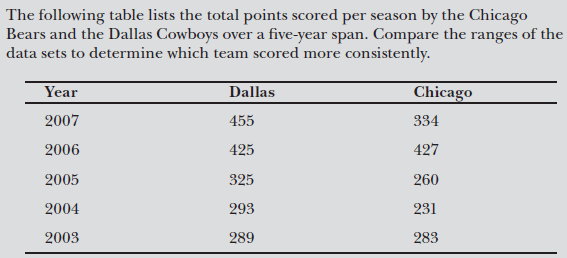 The following table lists the total points scored per season by the Chicago
Bears and the Dallas Cowboys over a five-year span. Compare the ranges of the
data sets to determine which team scored more consistently.
Year Dallas Chicago
2007 455 334
2006 425 427
2005 325 260
2004 293 231
2003 289 283